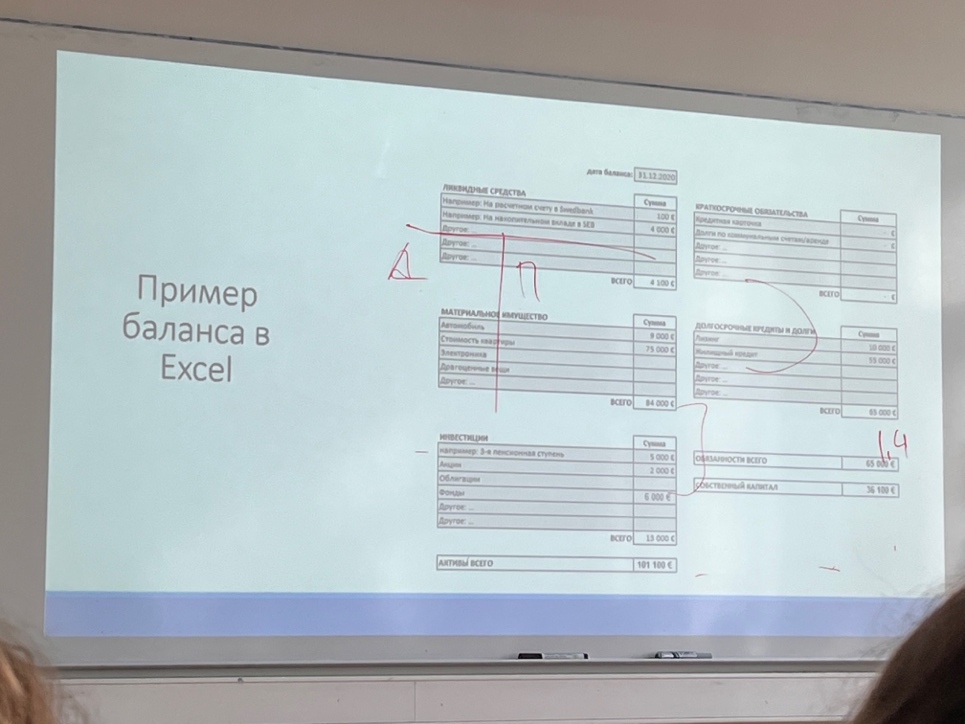 Пример
баланса в
Excel
дата баланса: 31.12.2020
ЛИКВИДНЫЕ СРЕДСТВА Сумма
Например: На расчетном счету в Swedbank 100 €
Например: На накопительном вкладе в SEB 4 000 €
Другое: ...
Другое: ...
Другое: ...
ВСЕГО 4 100 €
МАТЕРИАЛЬНОЕ ИМУЩЕСТВО Сумма
Автомобиль 9 000 €
Стоимость квартиры 75 000 €
Электроника
Драгоценные вещи
Другое: ...
ВСЕГО 84 000 €
ИНВЕСТИЦИИ Сумма
например: 3-я пенсионная ступень 5 000 €
Акции 2 000 €
Облигации
Фонды 6 000 €
Другое: ...
Другое: ...
ВСЕГО 13 000 €
АКТИВЫ ВСЕГО 101 100 €
КРАТКОСРОЧНЫЕ ОБЯЗАТЕЛЬСТВА Сумма
Кредитная карточка - €
Долги по коммунальным счетам/аренде - €
Другое: ...
Другое: ...
Другое: ...
ВСЕГО - €
ДОЛГОСРОЧНЫЕ КРЕДИТЫ И ДОЛГИ Сумма
Лизинг 10 000 €
Жилищный кредит 55 000 €
Другое: ...
Другое: ...
Другое: ...
ВСЕГО 65 000 €
ОБЯЗАННОСТИ ВСЕГО 65 000 €
СОБСТВЕННЫЙ КАПИТАЛ 36 100 €
А П
1,4